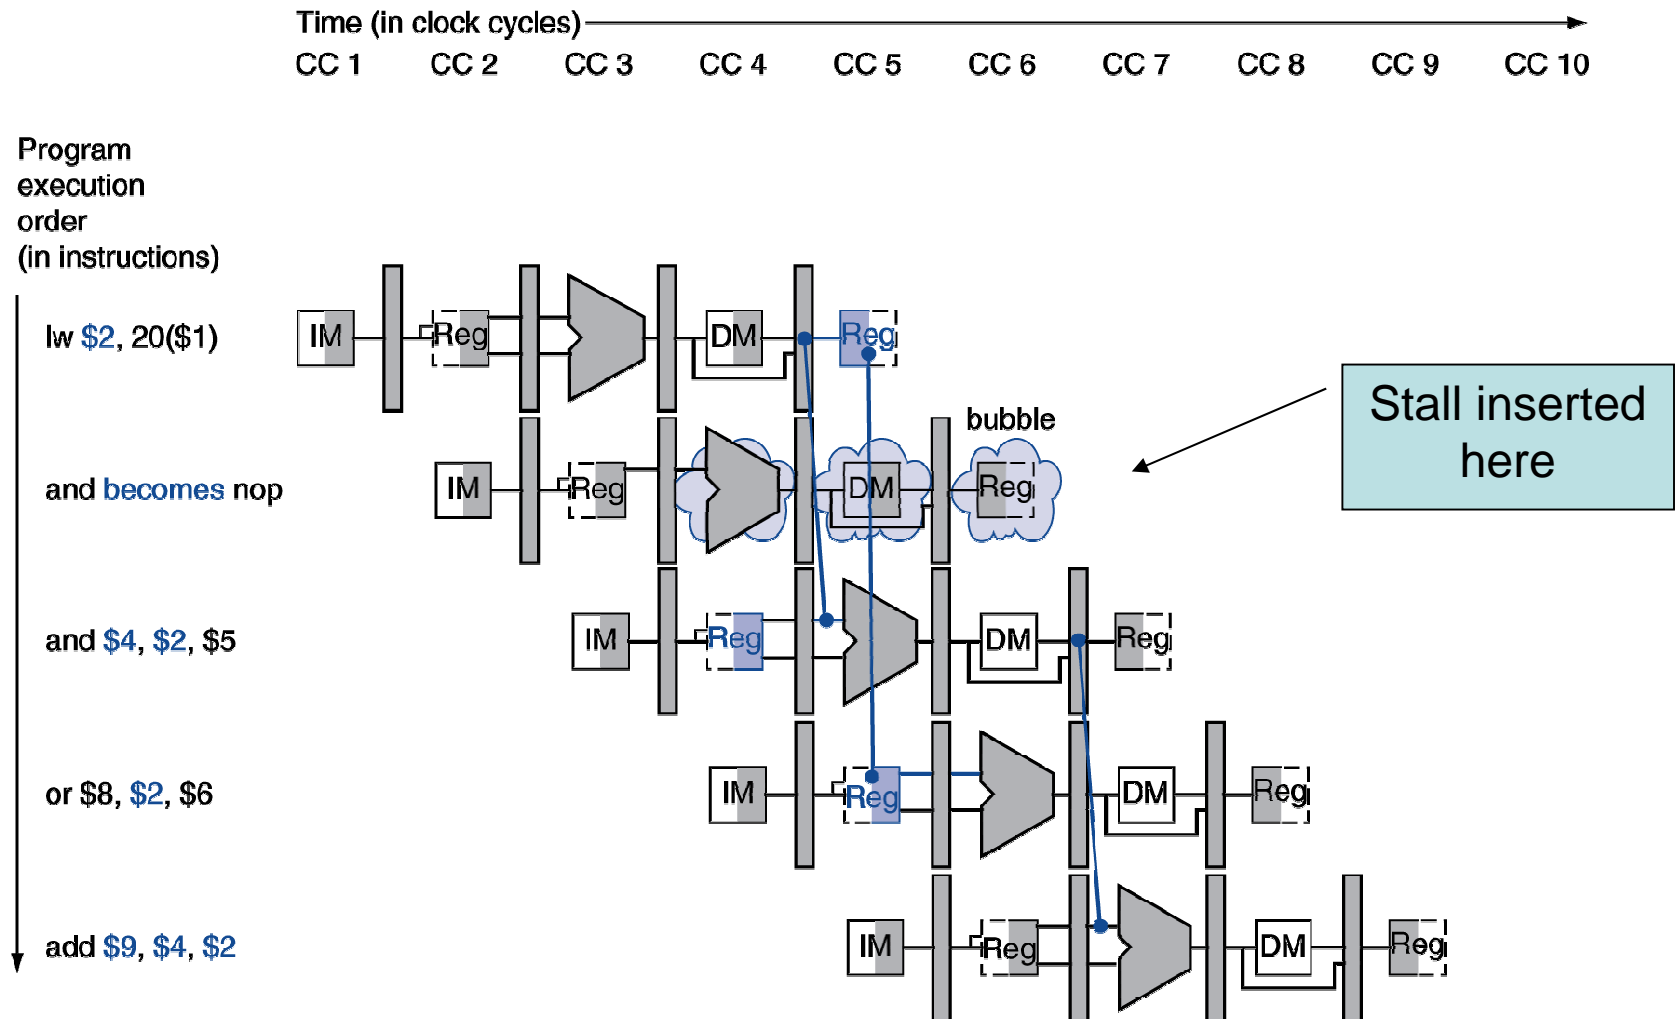 Time (in clock cycles)
CC 1 CC 2 CC 3 CC 4 CC 5 CC 6 CC 7 CC 8 CC 9 CC 10
Program
execution
order
(in instructions)
lw $2, 20($1)
IM Reg DM Reg
Stall inserted
here
bubble
and becomes nop
IM Reg DM Reg
and $4, $2, $5
IM Reg DM Reg
or $8, $2, $6
IM Reg DM Reg
add $9, $4, $2
IM Reg DM Reg